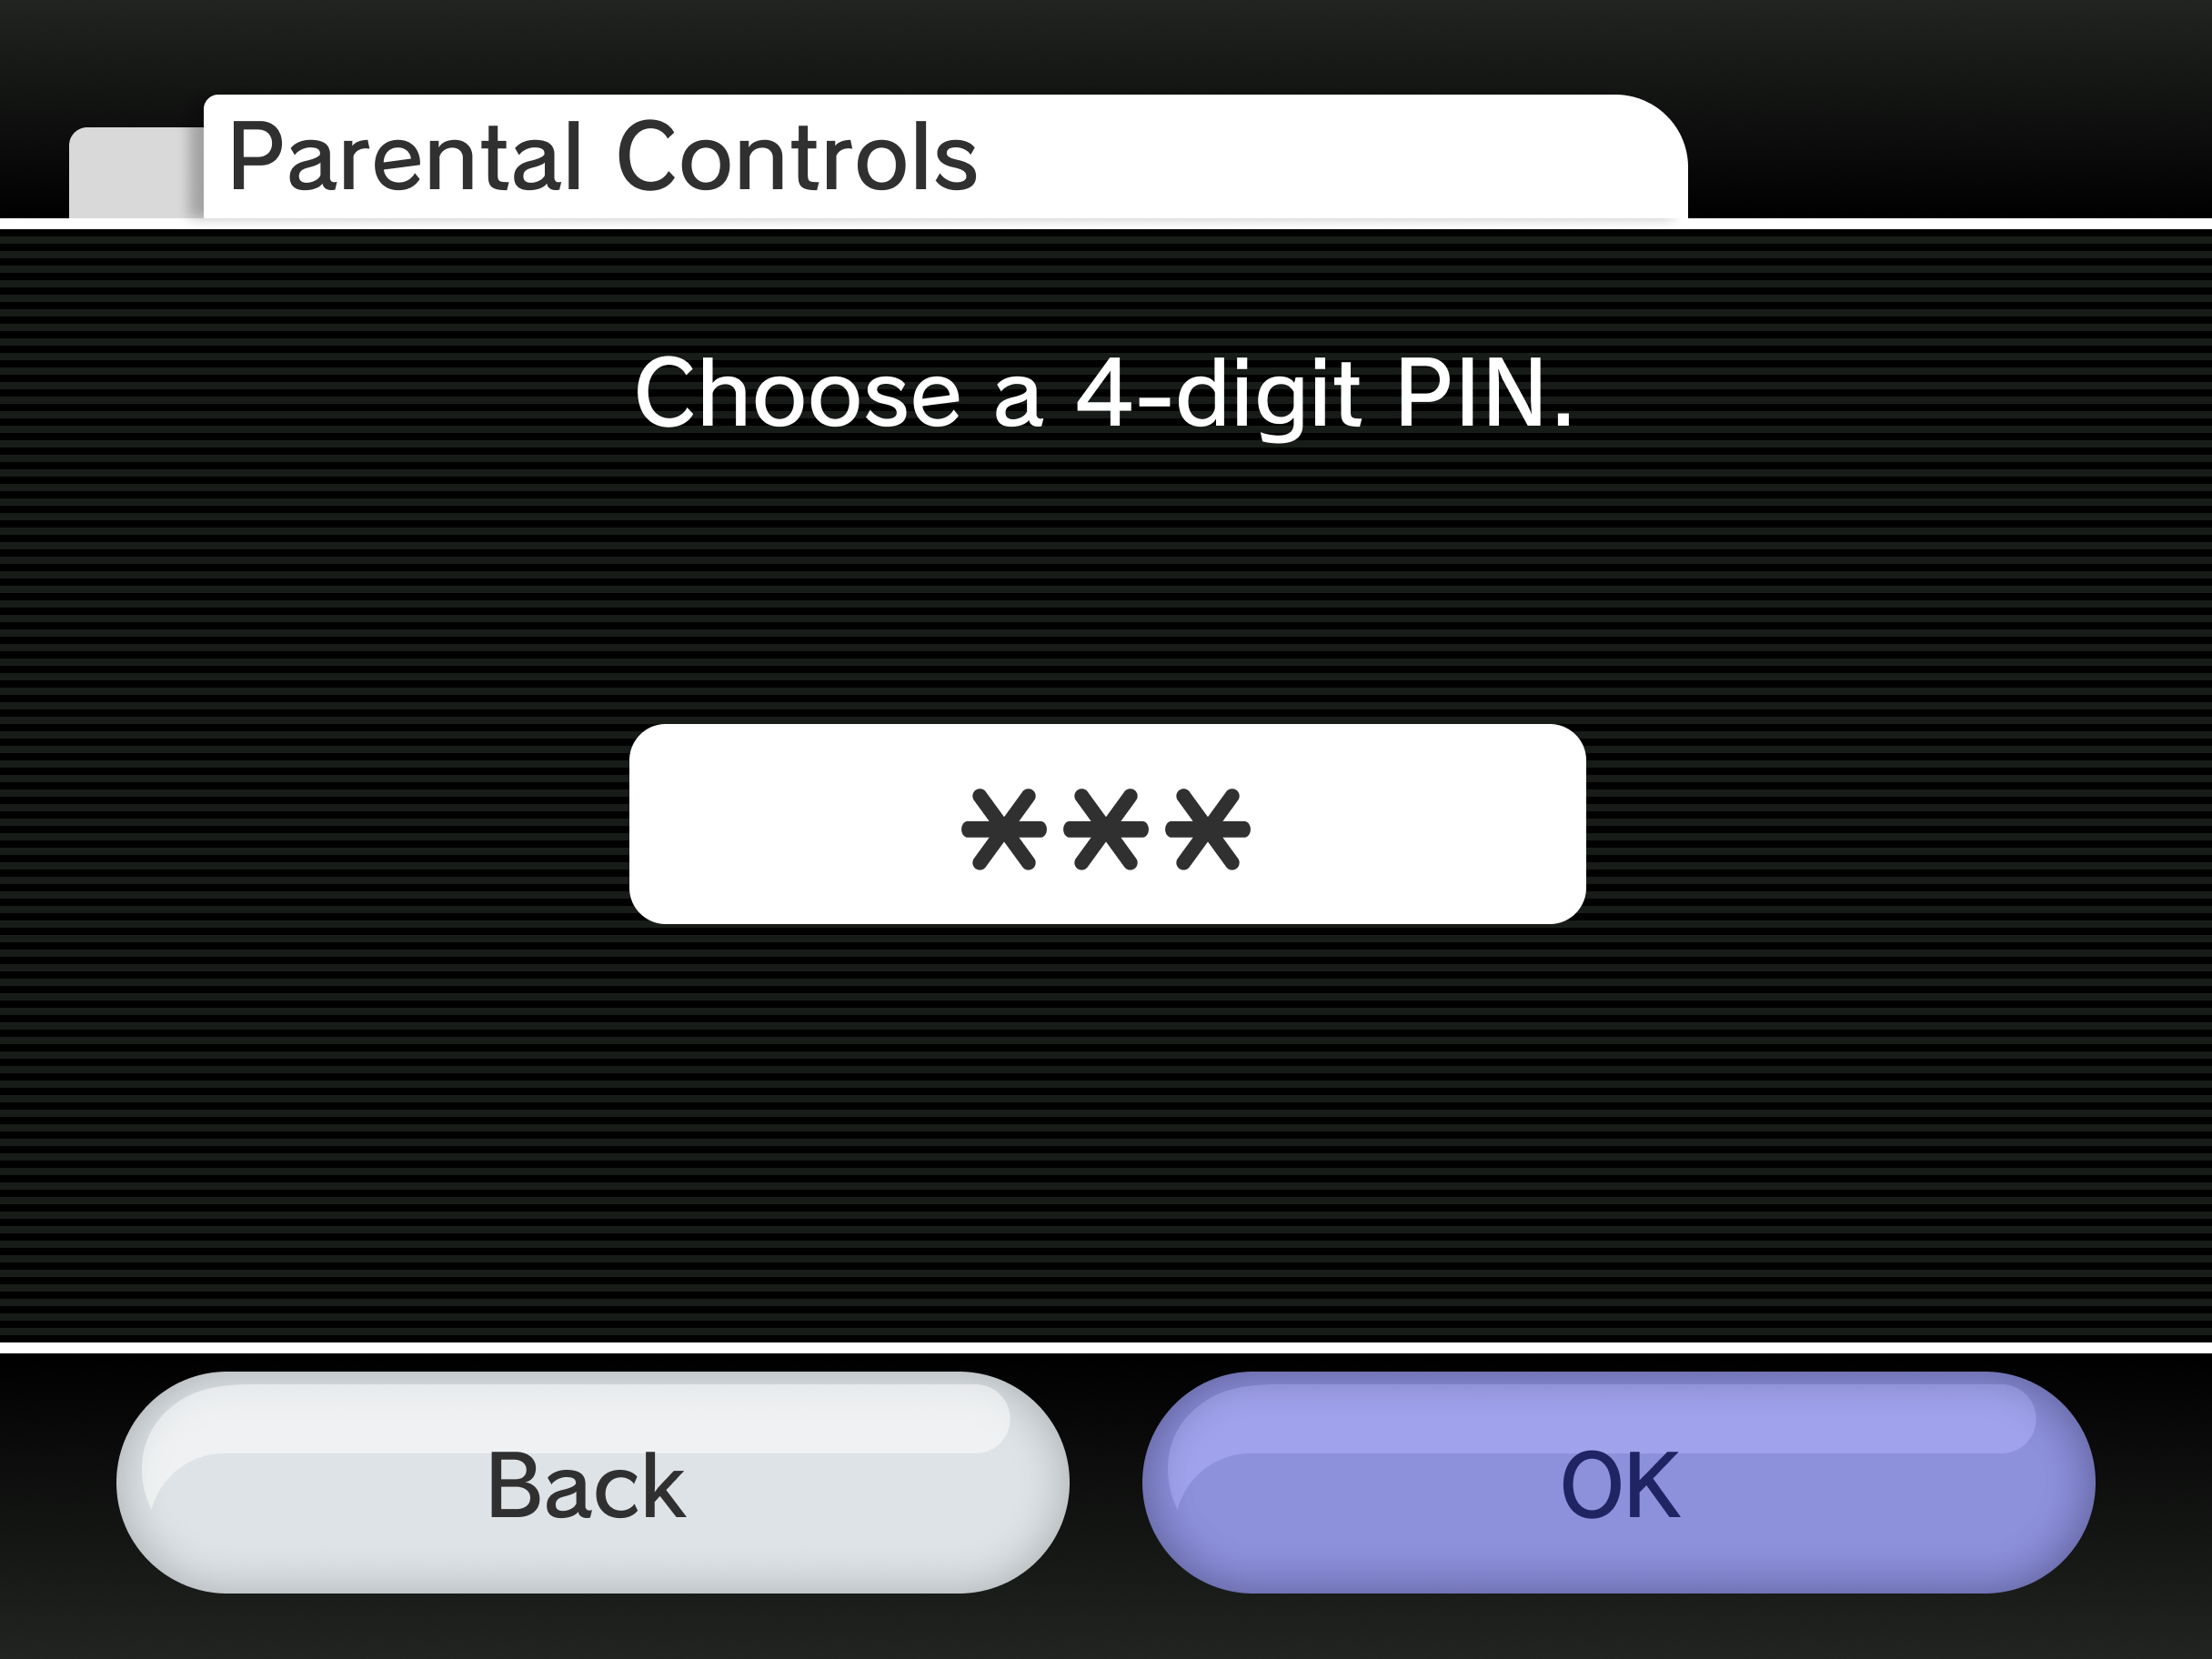 Parental Controls
Choose a 4-digit PIN.
***
Back
OK